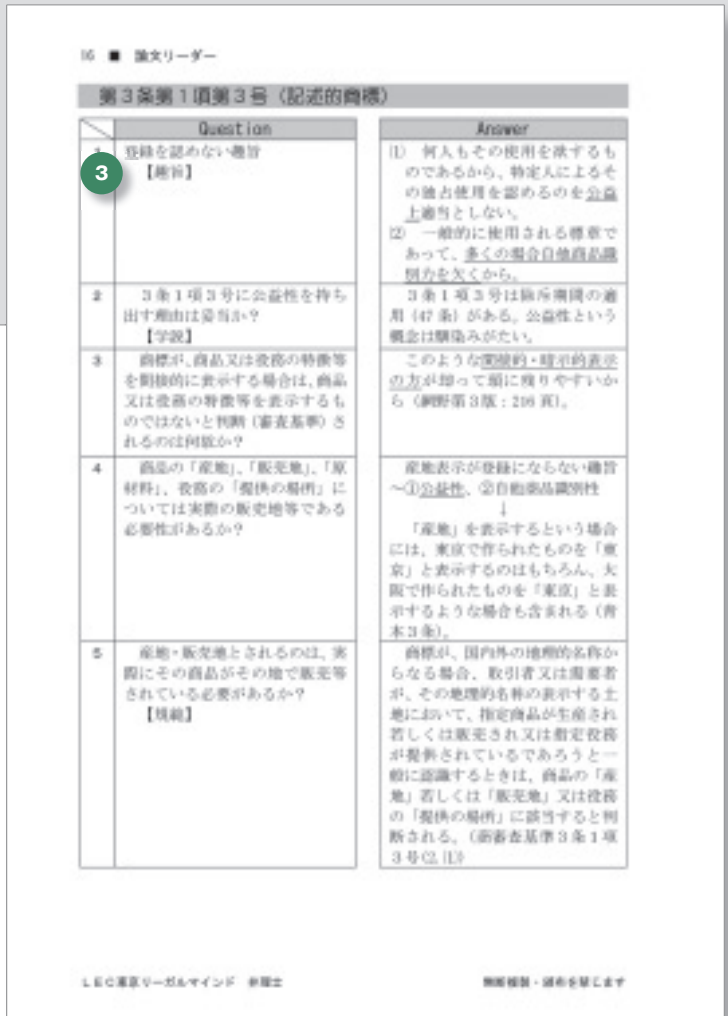 16 ■ 論文リーダー
第3条第1項第3号（記述的商標）
Question
Answer
3
登録を認めない趣旨
【趣旨】
(1) 何人もその使用を欲するも
のであるから、特定人によるそ
の独占使用を認めるのを公益
上適当としない。
(2) 一般的に使用される標章で
あって、多くの場合自他商品識
別力を欠くから。
2
3条1項3号に公益性を持ち
出す理由は妥当か？
【学説】
3条1項3号は除斥期間の適
用（47条）がある。公益性という
概念は馴染みがたい。
3
商標が、商品又は役務の特徴等
を間接的に表示する場合は、商品
又は役務の特徴等を表示するも
のではないと判断（審査基準）さ
れるのは何故か？
このような間接的・暗示的表示
の方が却って頭に残りやすいか
ら（網野第3版：216頁）。
4
商品の「産地」、「販売地」、「原
材料」、役務の「提供の場所」に
ついては実際の販売地等である
必要性があるか？
産地表示が登録にならない趣旨
～①公益性、②自他商品識別性
↓
「産地」を表示するという場合
には、東京で作られたものを「東
京」と表示するのはもちろん、大
阪で作られたものを「東京」と表
示するような場合も含まれる（青
本3条）。
5
産地・販売地とされるのは、実
際にその商品がその地で販売等
されている必要があるか？
【規範】
商標が、国内外の地理的名称か
らなる場合、取引者又は需要者
が、その地理的名称の表示する土
地において、指定商品が生産され
若しくは販売され又は指定役務
が提供されているであろうと一
般に認識するときは、商品の「産
地」若しくは「販売地」又は役務
の「提供の場所」に該当すると判
断される。（商審査基準3条1項
3号(2.(1))
LEC東京リーガルマインド 弁理士
無断複製・頒布を禁じます